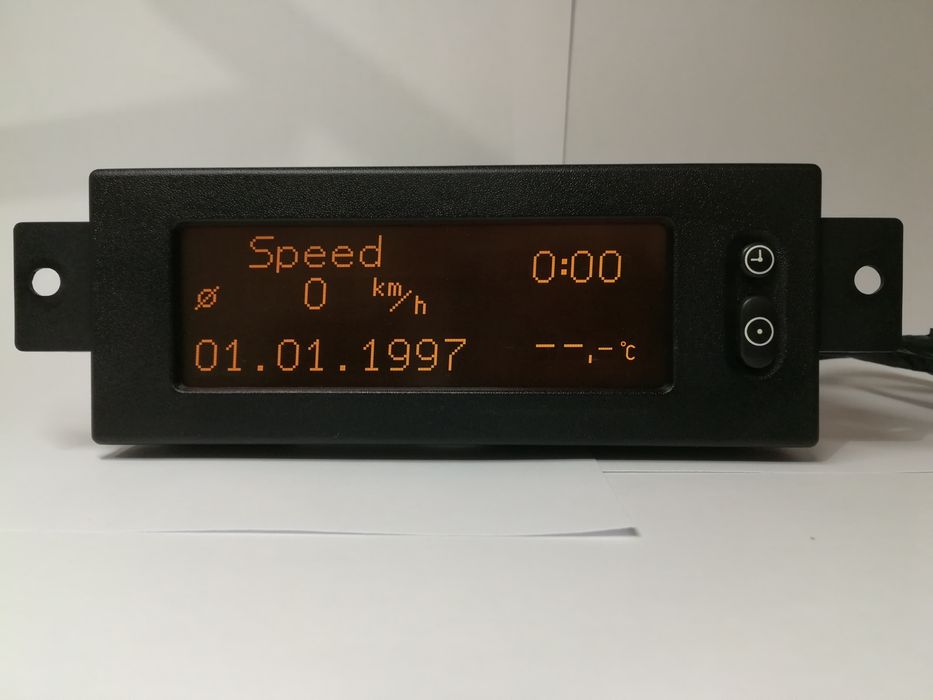 Speed 0:00
ø 0 km/h
01.01.1997 --,-°C